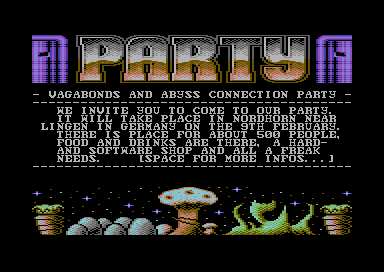 PARTY
- VAGABONDS AND ABYSS CONNECTION PARTY -
WE INVITE YOU TO COME TO OUR PARTY.
IT WILL TAKE PLACE IN NORDHORN NEAR
LINGEN IN GERMANY ON THE 9TH FEBRUARY.
THERE IS PLACE FOR ABOUT 500 PEOPLE,
FOOD AND DRINKS ARE THERE, A HARD-
AND SOFTWARE SHOP AND ALL A FREAK
NEEDS. [SPACE FOR MORE INFOS...]